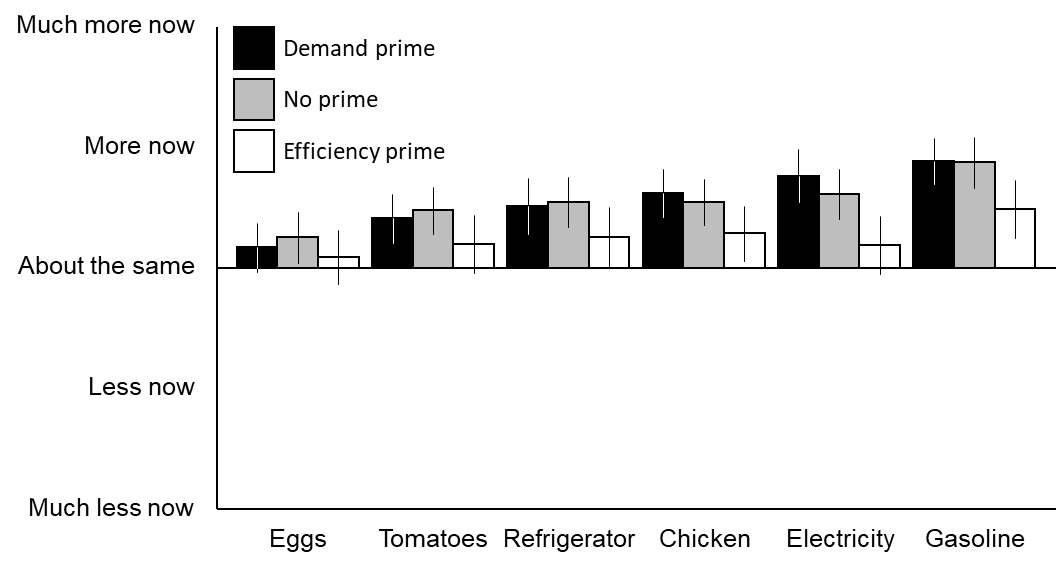 Much more now
More now
About the same
Less now
Much less now
Demand prime
No prime
Efficiency prime
Eggs Tomatoes Refrigerator Chicken Electricity Gasoline